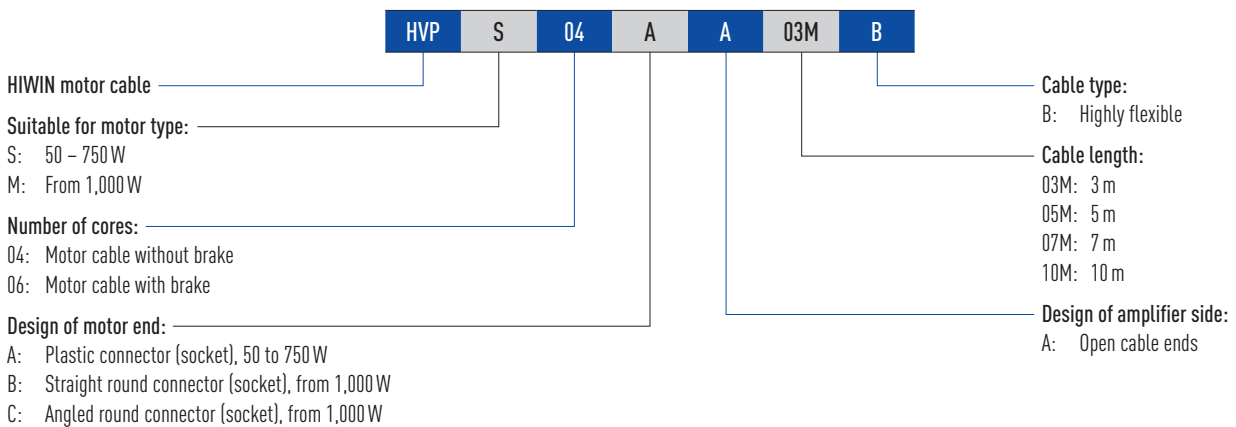 HVP S 04 A A 03M B
HIWIN motor cable
Suitable for motor type:
S: 50 – 750 W
M: From 1,000 W
Number of cores:
04: Motor cable without brake
06: Motor cable with brake
Design of motor end:
A: Plastic connector (socket), 50 to 750 W
B: Straight round connector (socket), from 1,000 W
C: Angled round connector (socket), from 1,000 W
Cable type:
B: Highly flexible
Cable length:
03M: 3 m
05M: 5 m
07M: 7 m
10M: 10 m
Design of amplifier side:
A: Open cable ends